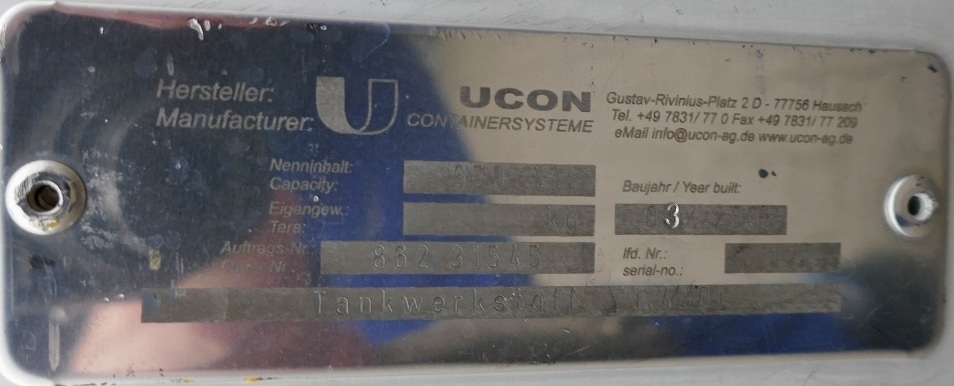 Hersteller:
Manufacturer:
U UCON
CONTAINERSYSTEME
Gustav-Rivinius-Platz 2 D - 77756 Hausach
Tel. +49 7831/ 77 0 Fax +49 7831/ 77 209
eMail info@ucon-ag.de www.ucon-ag.de
Nenninhalt:
Capacity:
Baujahr / Year built:
Eigengew.:
Tara: kg
Auftrags-Nr.
862 31545
lfd. Nr.:
serial-no.:
Tankwerkstoff